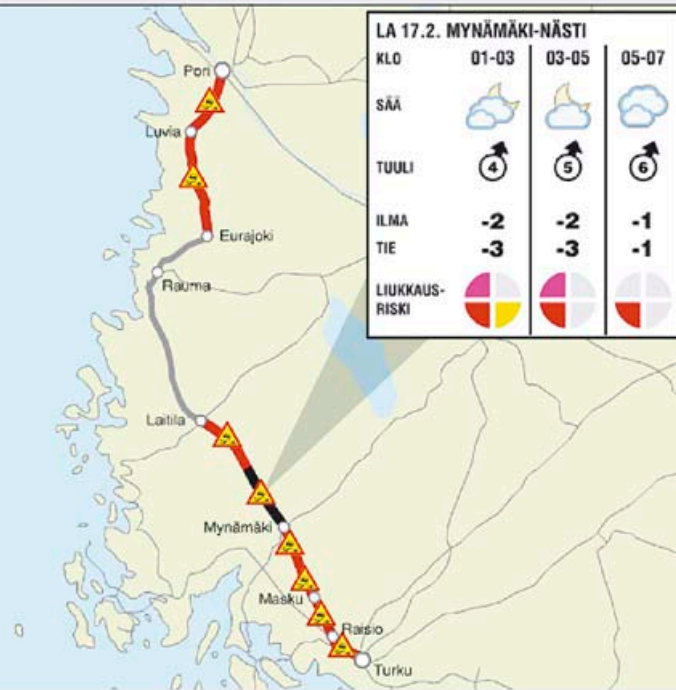 LA 17.2. MYNÄMÄKI-NÄSTI
KLO 01-03 03-05 05-07
SÄÄ
TUULI 4 5 6
ILMA -2 -2 -1
TIE -3 -3 -1
LIUKKAUS-
RISKI
Pori
Luvia
Eurajoki
Rauma
Laitila
Mynämäki
Masku
Raisio
Turku